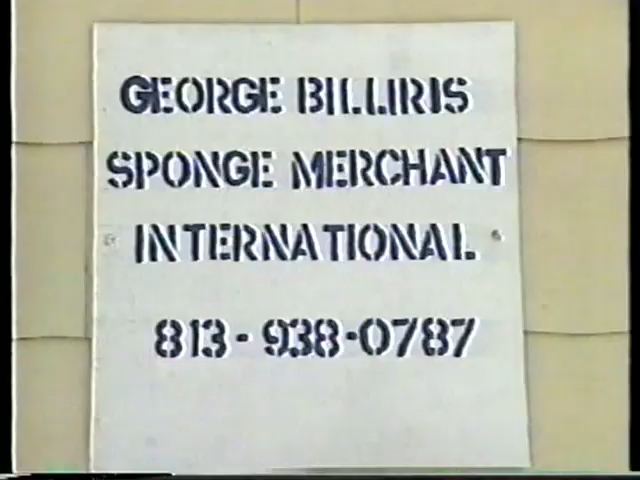 GEORGE BILLIRIS
SPONGE MERCHANT
INTERNATIONAL
813-938-0787